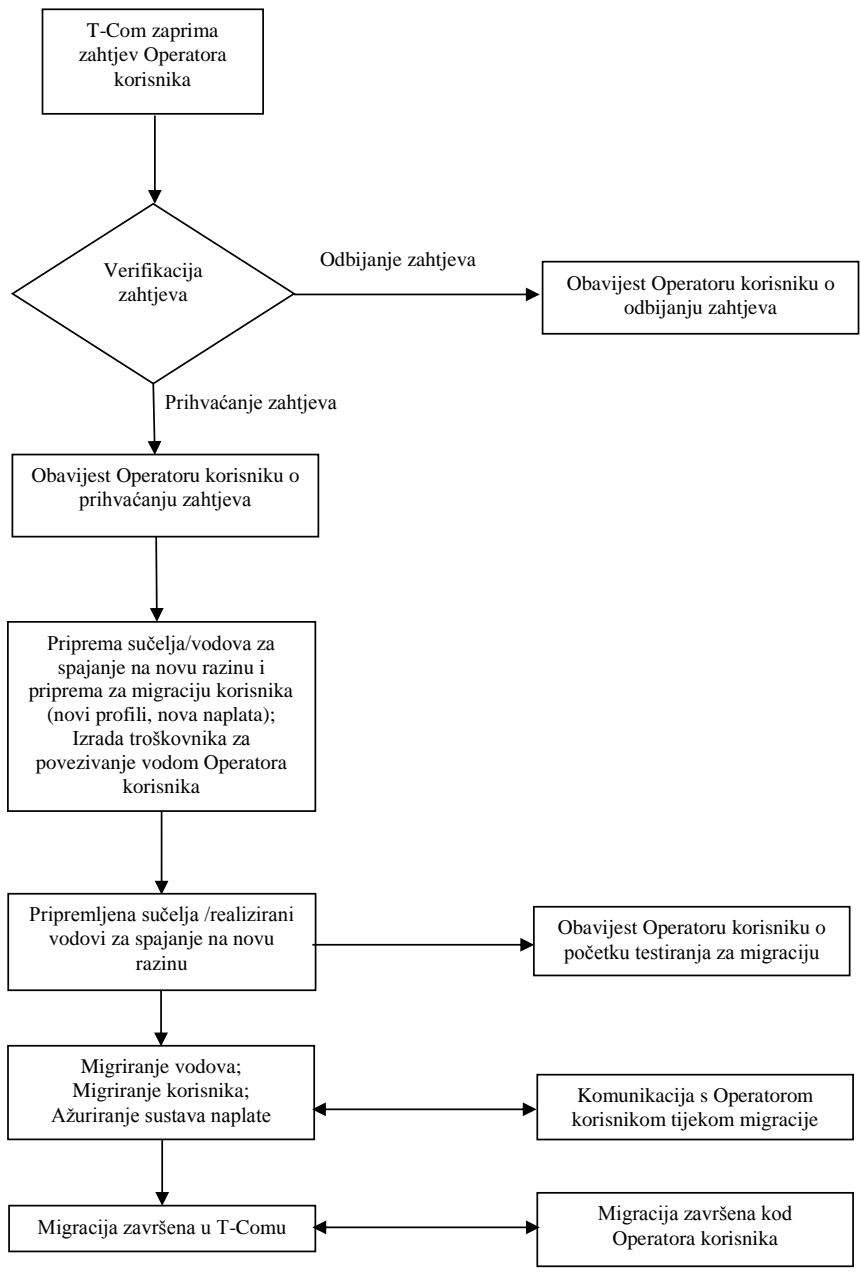 T-Com zaprima
zahtjev Operatora
korisnika
Verifikacija
zahtjeva
Odbijanje zahtjeva
Obavijest Operatoru korisniku o
odbijanju zahtjeva
Prihvaćanje zahtjeva
Obavijest Operatoru korisniku o
prihvaćanju zahtjeva
Priprema sučelja/vodova za
spajanje na novu razinu i
priprema za migraciju korisnika
(novi profili, nova naplata);
Izrada troškovnika za
povezivanje vodom Operatora
korisnika
Pripremljena sučelja /realizirani
vodovi za spajanje na novu
razinu
Obavijest Operatoru korisniku o
početku testiranja za migraciju
Migriranje vodova;
Migriranje korisnika;
Ažuriranje sustava naplate
Komunikacija s Operatorom
korisnikom tijekom migracije
Migracija završena u T-Comu
Migracija završena kod
Operatora korisnika